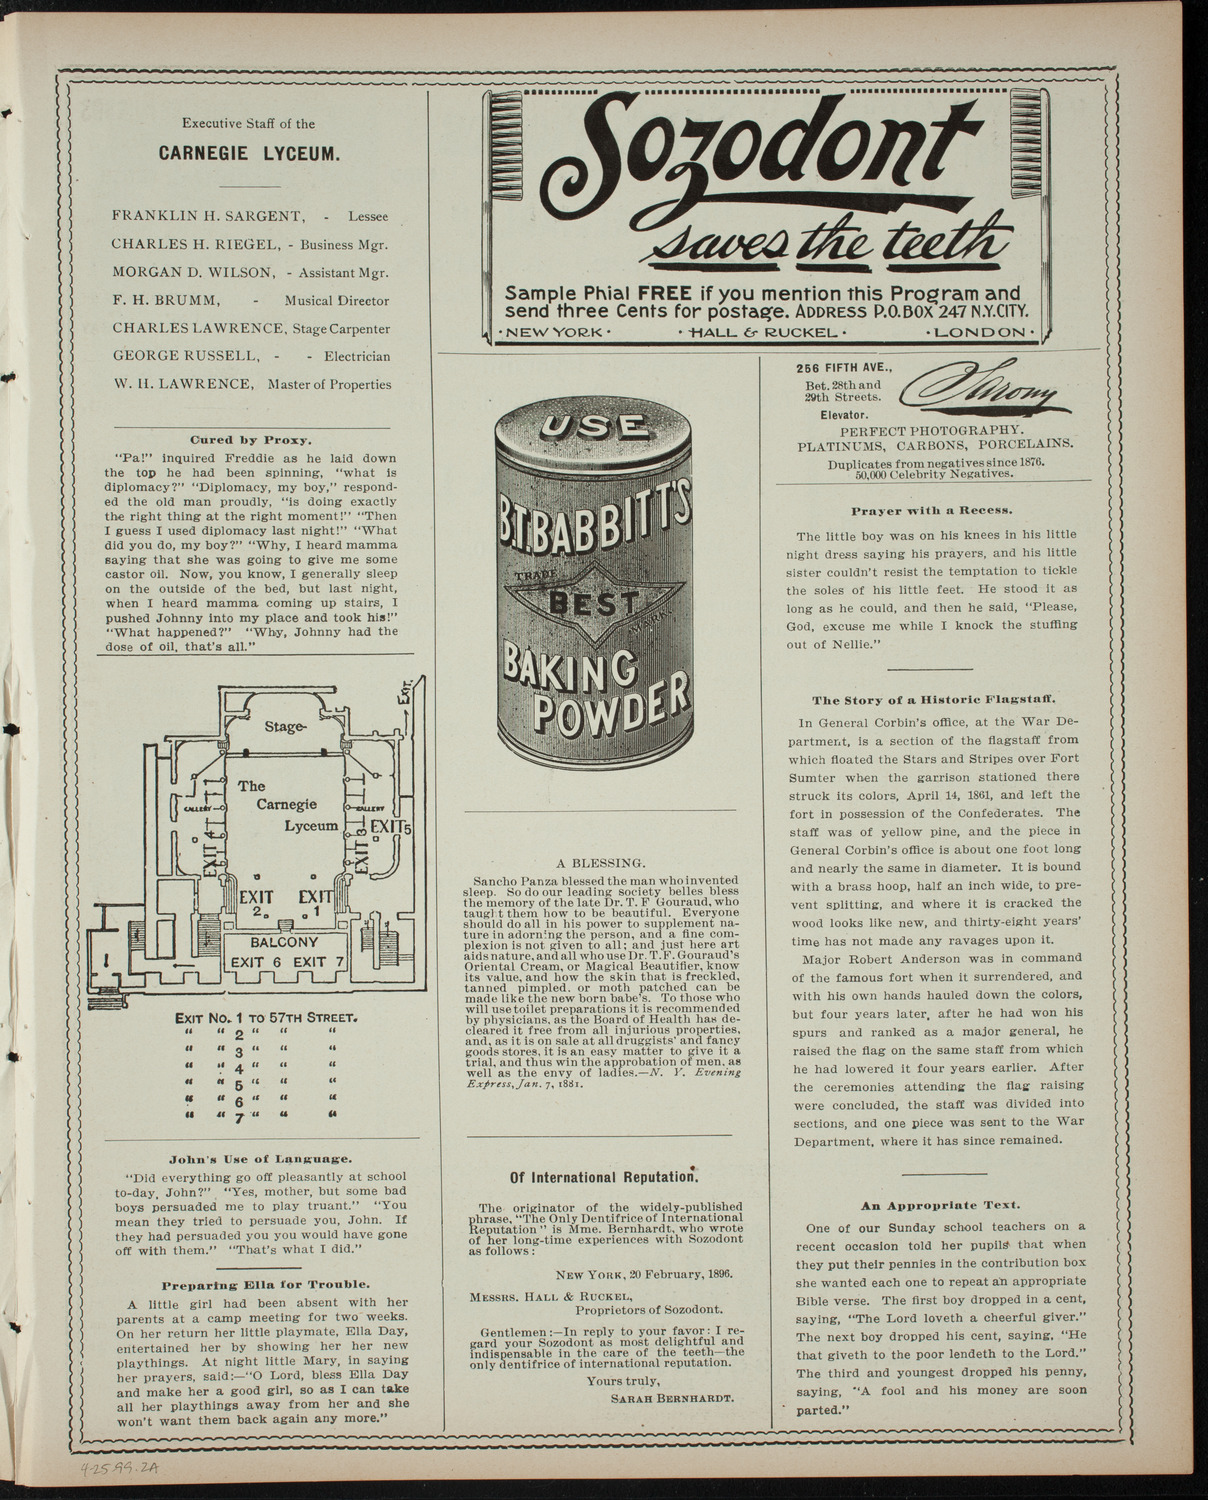 Executive Staff of the
CARNEGIE LYCEUM.
FRANKLIN H. SARGENT, - Lessee
CHARLES H. RIEGEL, - Business Mgr.
MORGAN D. WILSON, - Assistant Mgr.
F. H. BRUMM, - Musical Director
CHARLES LAWRENCE, Stage Carpenter
GEORGE RUSSELL, - - Electrician
W. H. LAWRENCE, Master of Properties
Cured by Proxy.
"Pa!" inquired Freddie as he laid down
the top he had been spinning, "what is
diplomacy?" "Diplomacy, my boy," respond-
ed the old man proudly, "is doing exactly
the right thing at the right moment!" "Then
I guess I used diplomacy last night!" "What
did you do, my boy?" "Why, I heard mamma
saying that she was going to give me some
castor oil. Now, you know, I generally sleep
on the outside of the bed, but last night,
when I heard mamma coming up stairs, I
pushed Johnny into my place and took his!"
"What happened?" "Why, Johnny had the
dose of oil, that's all."
EXIT.
Stage-
The
Carnegie
Lyceum
GALLERY
GALLERY
EXIT 4
EXIT 3
EXIT 5
EXIT 2.
EXIT .1
BALCONY
EXIT 6 EXIT 7
EXIT NO. 1 TO 57TH STREET.
" " 2 " " "
" " 3 " " "
" " 4 " " "
" " 5 " " "
" " 6 " " "
" " 7 " " "
John's Use of Language.
"Did everything go off pleasantly at school
to-day, John?" "Yes, mother, but some bad
boys persuaded me to play truant." "You
mean they tried to persuade you, John. If
they had persuaded you you would have gone
off with them." "That's what I did."
Preparing Ella for Trouble.
A little girl had been absent with her
parents at a camp meeting for two weeks.
On her return her little playmate, Ella Day,
entertained her by showing her her new
playthings. At night little Mary, in saying
her prayers, said:—"O Lord, bless Ella Day
and make her a good girl, so as I can take
all her playthings away from her and she
won't want them back again any more."
Sozodont
saves the teeth
Sample Phial FREE if you mention this Program and
send three Cents for postage. ADDRESS P.O. BOX 247 N.Y. CITY.
· NEW YORK · · HALL & RUCKEL · · LONDON ·
USE
B.T. BABBITT'S
TRADE
BEST
MARK
BAKING
POWDER
A BLESSING.
Sancho Panza blessed the man who invented
sleep. So do our leading society belles bless
the memory of the late Dr. T. F Gouraud, who
taught them how to be beautiful. Everyone
should do all in his power to supplement na-
ture in adorning the person, and a fine com-
plexion is not given to all; and just here art
aids nature, and all who use Dr. T. F. Gouraud's
Oriental Cream, or Magical Beautifier, know
its value, and how the skin that is freckled,
tanned pimpled. or moth patched can be
made like the new born babe's. To those who
will use toilet preparations it is recommended
by physicians, as the Board of Health has de-
cleared it free from all injurious properties,
and, as it is on sale at all druggists' and fancy
goods stores, it is an easy matter to give it a
trial, and thus win the approbation of men, as
well as the envy of ladies.—N. Y. Evening
Express, Jan. 7, 1881.
Of International Reputation.
The originator of the widely-published
phrase, "The Only Dentifrice of International
Reputation" is Mme. Bernhardt, who wrote
of her long-time experiences with Sozodont
as follows:
NEW YORK, 20 February, 1896.
MESSRS. HALL & RUCKEL,
Proprietors of Sozodont.
Gentlemen:—In reply to your favor: I re-
gard your Sozodont as most delightful and
indispensable in the care of the teeth—the
only dentifrice of international reputation.
Yours truly,
SARAH BERNHARDT.
256 FIFTH AVE.,
Bet. 28th and
29th Streets.
Elevator.
Sarony
PERFECT PHOTOGRAPHY.
PLATINUMS, CARBONS, PORCELAINS.
Duplicates from negatives since 1876.
50,000 Celebrity Negatives.
Prayer with a Recess.
The little boy was on his knees in his little
night dress saying his prayers, and his little
sister couldn't resist the temptation to tickle
the soles of his little feet. He stood it as
long as he could, and then he said, "Please,
God, excuse me while I knock the stuffing
out of Nellie."
The Story of a Historic Flagstaff.
In General Corbin's office, at the War De-
partment, is a section of the flagstaff from
which floated the Stars and Stripes over Fort
Sumter when the garrison stationed there
struck its colors, April 14, 1861, and left the
fort in possession of the Confederates. The
staff was of yellow pine, and the piece in
General Corbin's office is about one foot long
and nearly the same in diameter. It is bound
with a brass hoop, half an inch wide, to pre-
vent splitting, and where it is cracked the
wood looks like new, and thirty-eight years'
time has not made any ravages upon it.
Major Robert Anderson was in command
of the famous fort when it surrendered, and
with his own hands hauled down the colors,
but four years later, after he had won his
spurs and ranked as a major general, he
raised the flag on the same staff from which
he had lowered it four years earlier. After
the ceremonies attending the flag raising
were concluded, the staff was divided into
sections, and one piece was sent to the War
Department, where it has since remained.
An Appropriate Text.
One of our Sunday school teachers on a
recent occasion told her pupils that when
they put their pennies in the contribution box
she wanted each one to repeat an appropriate
Bible verse. The first boy dropped in a cent,
saying, "The Lord loveth a cheerful giver."
The next boy dropped his cent, saying, "He
that giveth to the poor lendeth to the Lord."
The third and youngest dropped his penny,
saying, "A fool and his money are soon
parted."
4-25.99.2A